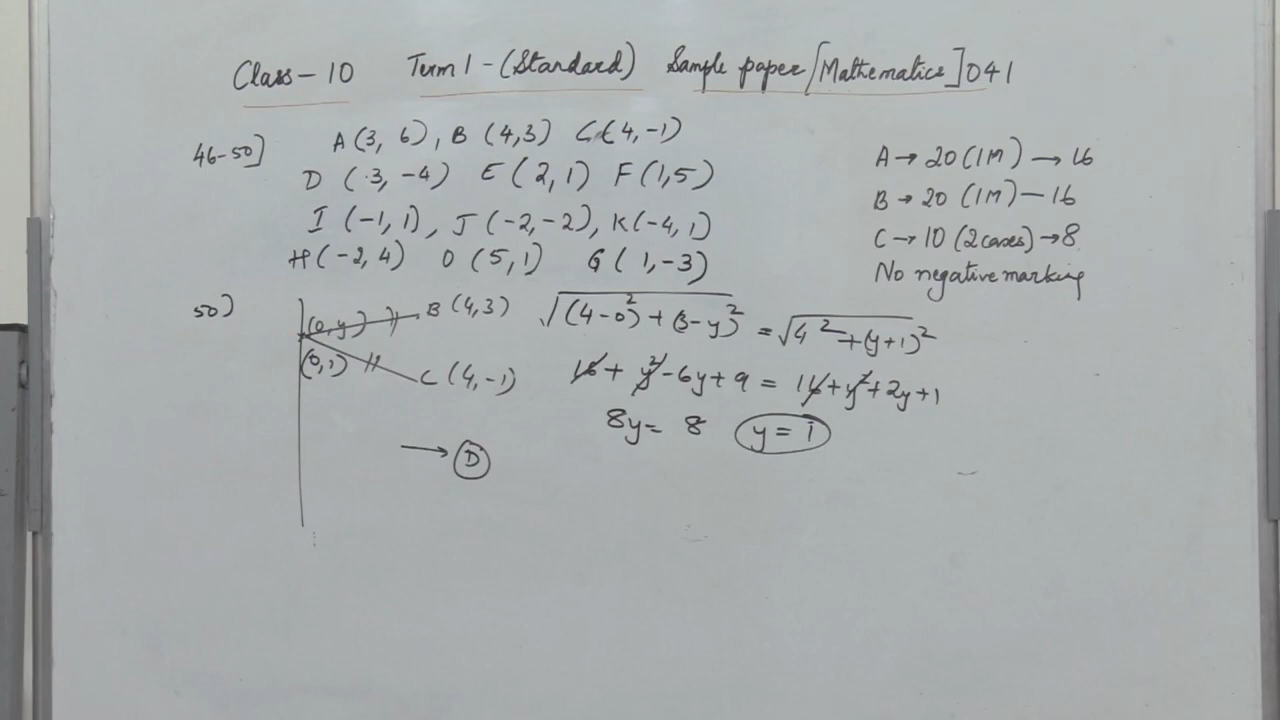 Class-10 Term 1 - (Standard) Sample paper [Mathematics] 041
46-50] A(3, 6), B (4,3) C(4,-1)
D (3, -4) E (2, 1) F (1,5)
I (-1, 1), J (-2, -2), K(-4, 1)
H(-2, 4) O (5, 1) G (1, -3)
A → 20 (1M) → 16
B → 20 (1M) - 16
C → 10 (2 cases) → 8
No negative marking
50) (0,y) B (4,3) √(4-0)² + (3-y)² = √4² + (y+1)²
(0,1) C (4,-1) 16 + y² - 6y + 9 = 16 + y² + 2y + 1
8y = 8 y = 1
→ D